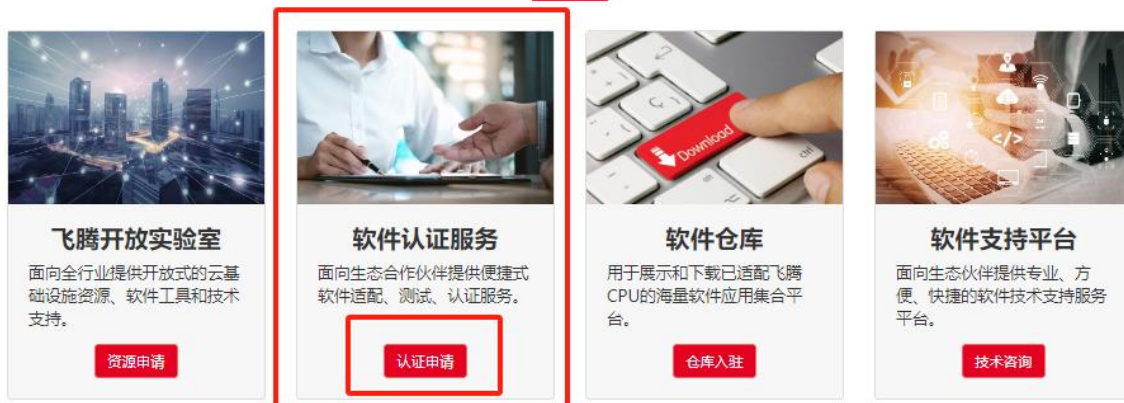 Download
ctrl
飞腾开放实验室
面向全行业提供开放式的云基
础设施资源、软件工具和技术
支持。
资源申请
软件认证服务
面向生态合作伙伴提供便捷式
软件适配、测试、认证服务。
认证申请
软件仓库
用于展示和下载已适配飞腾
CPU的海量软件应用集合平
台。
仓库入驻
软件支持平台
面向生态伙伴提供专业、方
便、快捷的软件技术支持服务
平台。
技术咨询